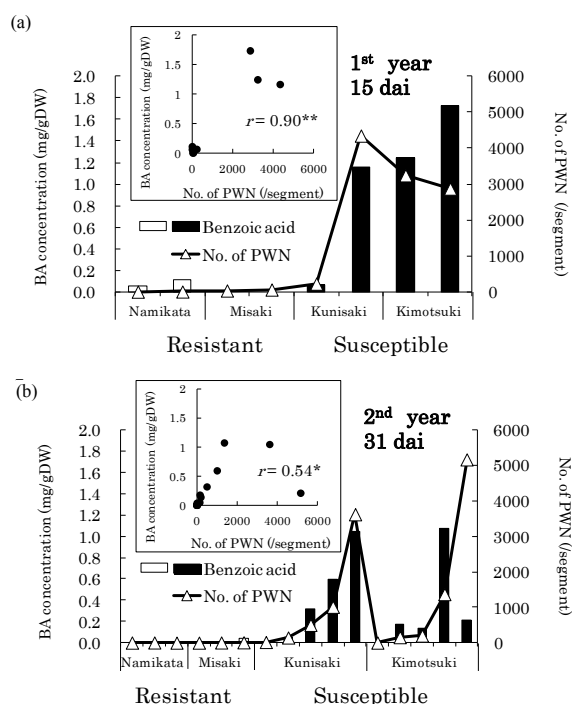 (a)
1st year
15 dai
BA concentration (mg/gDW)
2
1.5
1
0.5
0
r = 0.90**
0 2000 4000 6000
No. of PWN (/segment)
BA concentration (mg/gDW)
2.0
1.8
1.6
1.4
1.2
1.0
0.8
0.6
0.4
0.2
0.0
6000
5000
4000
3000
2000
1000
0
No. of PWN (/segment)
Benzoic acid
No. of PWN
Namikata Misaki Kunisaki Kimotsuki
Resistant Susceptible
(b)
2nd year
31 dai
BA concentration (mg/gDW)
2
1.5
1
0.5
0
r = 0.54*
0 2000 4000 6000
No. of PWN (/segment)
BA concentration (mg/gDW)
2.0
1.8
1.6
1.4
1.2
1.0
0.8
0.6
0.4
0.2
0.0
6000
5000
4000
3000
2000
1000
0
No. of PWN (/segment)
Benzoic acid
No. of PWN
Namikata Misaki Kunisaki Kimotsuki
Resistant Susceptible